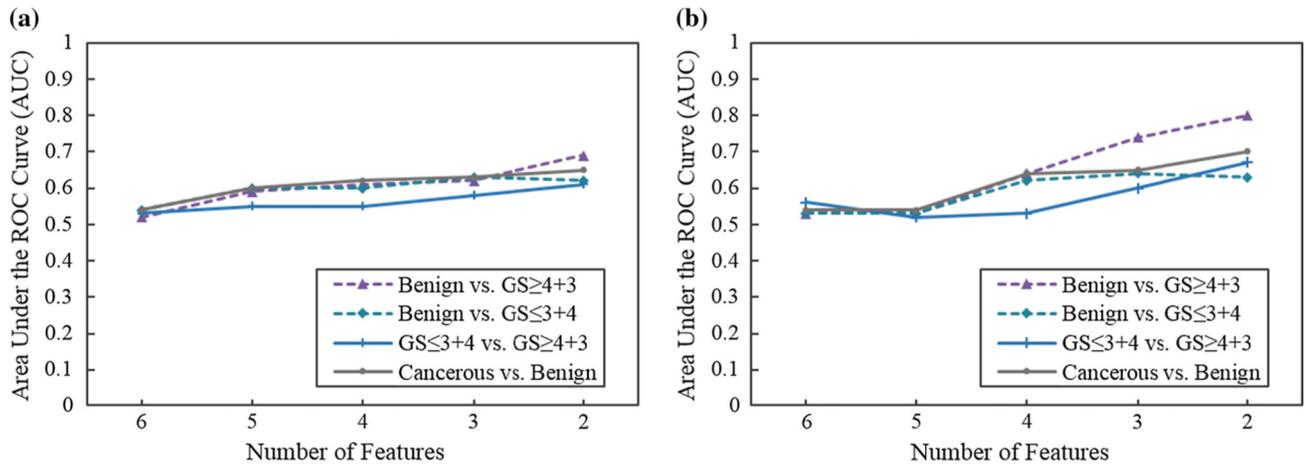 (a)
Area Under the ROC Curve (AUC)
1
0.9
0.8
0.7
0.6
0.5
0.4
0.3
0.2
0.1
0
6 5 4 3 2
Number of Features
Benign vs. GS≥4+3
Benign vs. GS≤3+4
GS≤3+4 vs. GS≥4+3
Cancerous vs. Benign
(b)
Area Under the ROC Curve (AUC)
1
0.9
0.8
0.7
0.6
0.5
0.4
0.3
0.2
0.1
0
6 5 4 3 2
Number of Features
Benign vs. GS≥4+3
Benign vs. GS≤3+4
GS≤3+4 vs. GS≥4+3
Cancerous vs. Benign